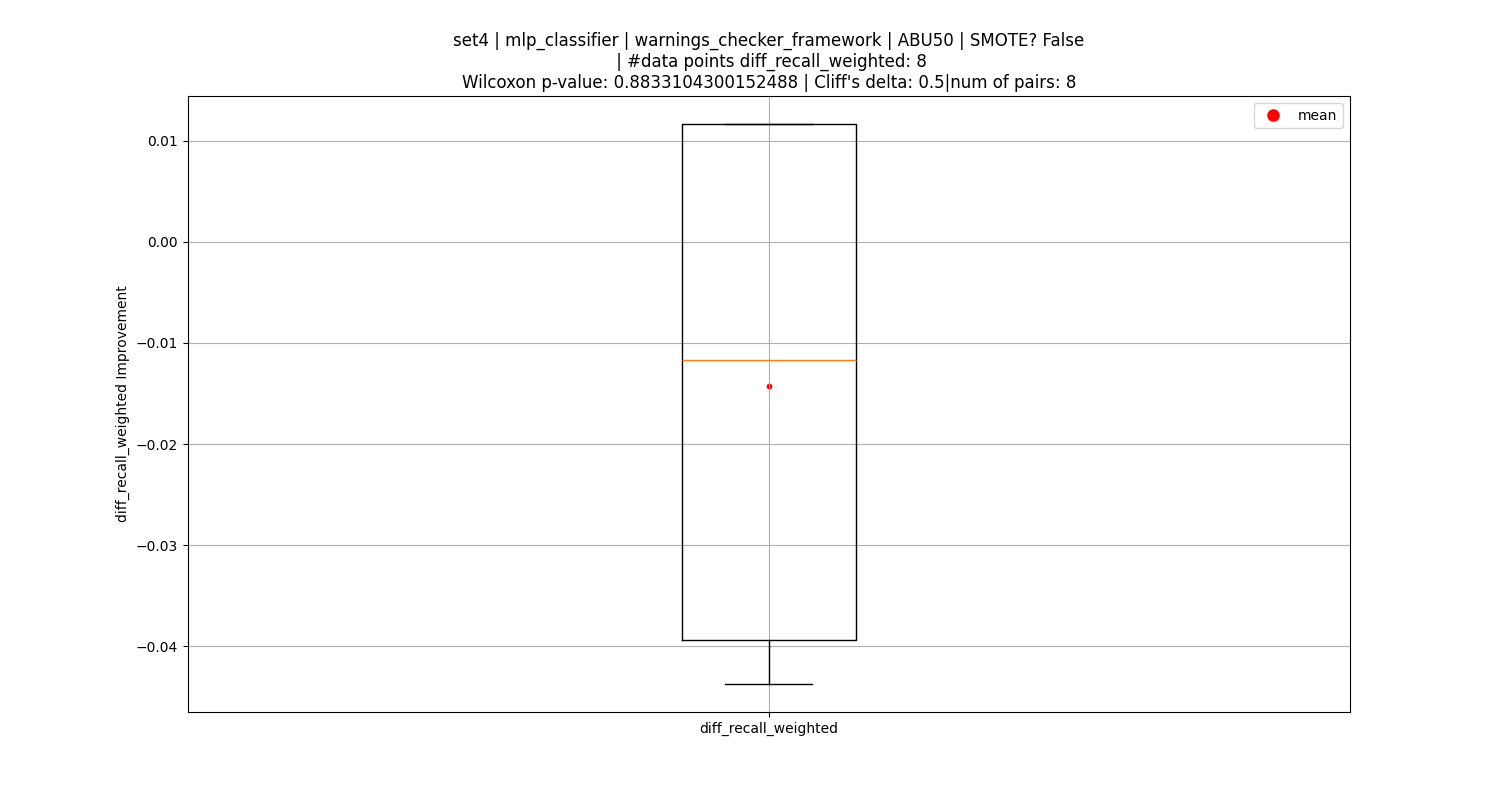 set4 | mlp_classifier | warnings_checker_framework | ABU50 | SMOTE? False
| #data points diff_recall_weighted: 8
Wilcoxon p-value: 0.8833104300152488 | Cliff's delta: 0.5|num of pairs: 8
mean
0.01
0.00
−0.01
−0.02
−0.03
−0.04
diff_recall_weighted Improvement
diff_recall_weighted